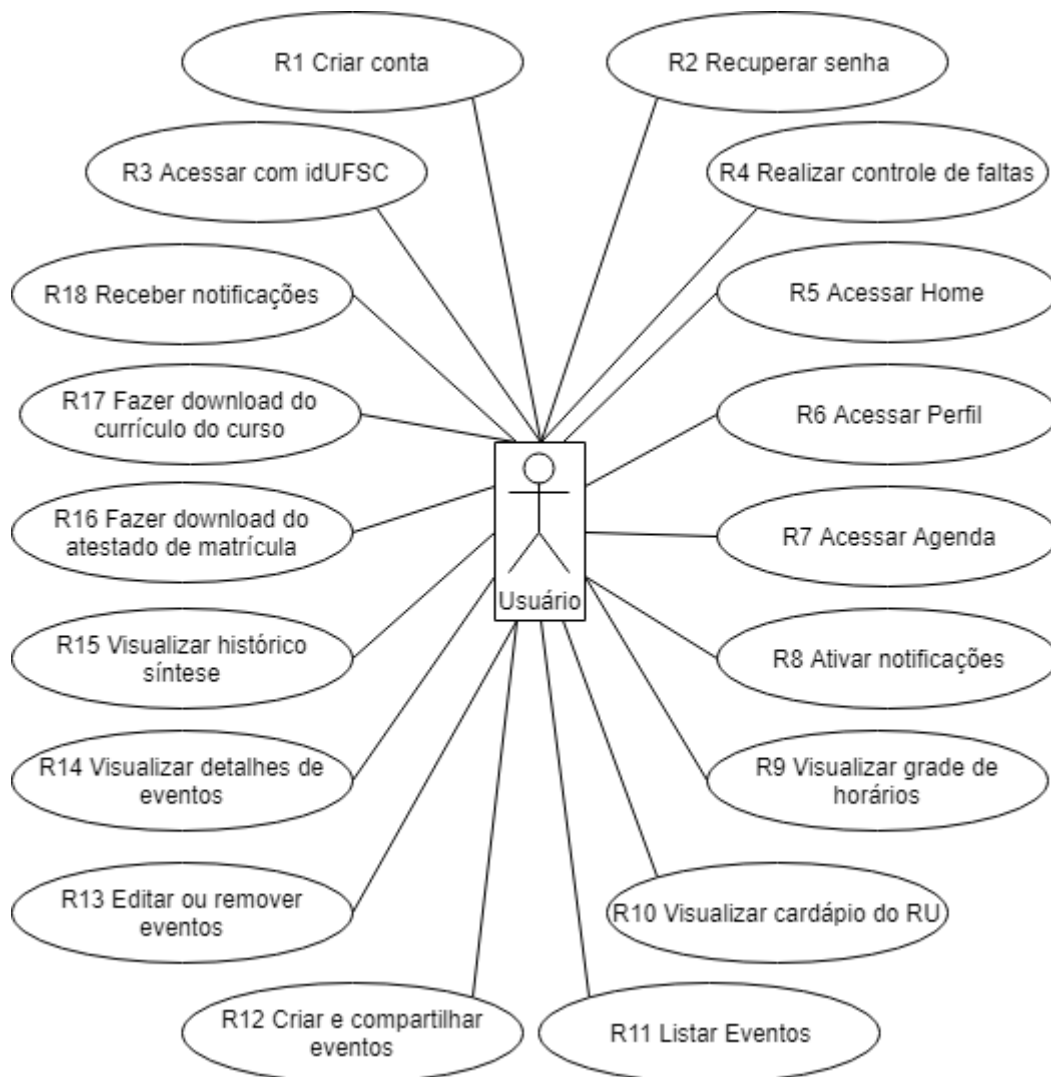 R1 Criar conta
R2 Recuperar senha
R3 Acessar com idUFSC
R4 Realizar controle de faltas
R18 Receber notificações
R5 Acessar Home
R17 Fazer download do
currículo do curso
R6 Acessar Perfil
R16 Fazer download do
atestado de matrícula
R7 Acessar Agenda
Usuário
R15 Visualizar histórico
síntese
R8 Ativar notificações
R14 Visualizar detalhes de
eventos
R9 Visualizar grade de
horários
R13 Editar ou remover
eventos
R10 Visualizar cardápio do RU
R12 Criar e compartilhar
eventos
R11 Listar Eventos